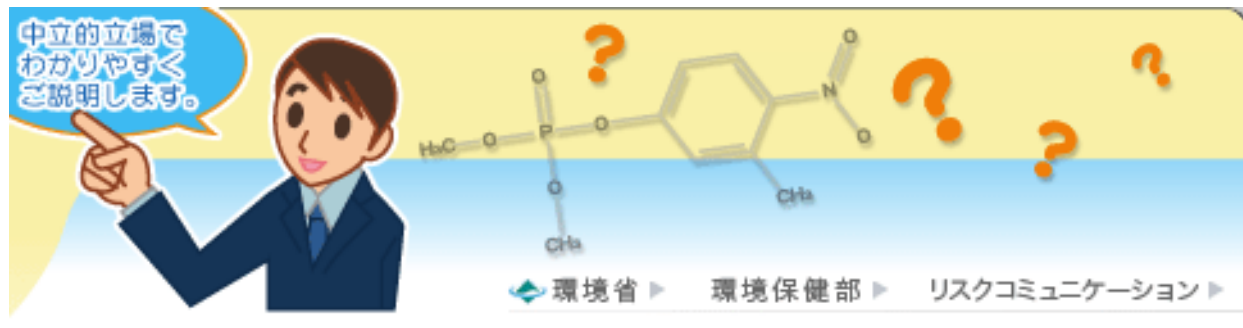 中立的立場で
わかりやすく
ご説明します。
O
O
N
O
H₃C
O
P
O
O
CH₃
CH₃
環境省
環境保健部
リスクコミュニケーション